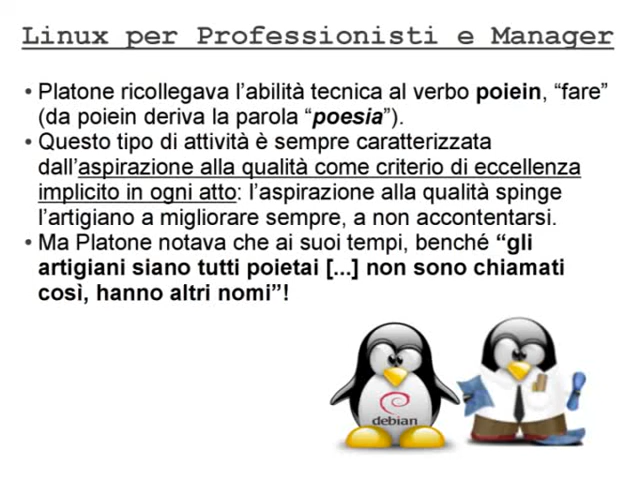 Linux per Professionisti e Manager
• Platone ricollegava l’abilità tecnica al verbo poiein, “fare”
(da poiein deriva la parola “poesia”).
• Questo tipo di attività è sempre caratterizzata
dall’aspirazione alla qualità come criterio di eccellenza
implicito in ogni atto: l’aspirazione alla qualità spinge
l’artigiano a migliorare sempre, a non accontentarsi.
• Ma Platone notava che ai suoi tempi, benché “gli
artigiani siano tutti poietai [...] non sono chiamati
così, hanno altri nomi”!
debian